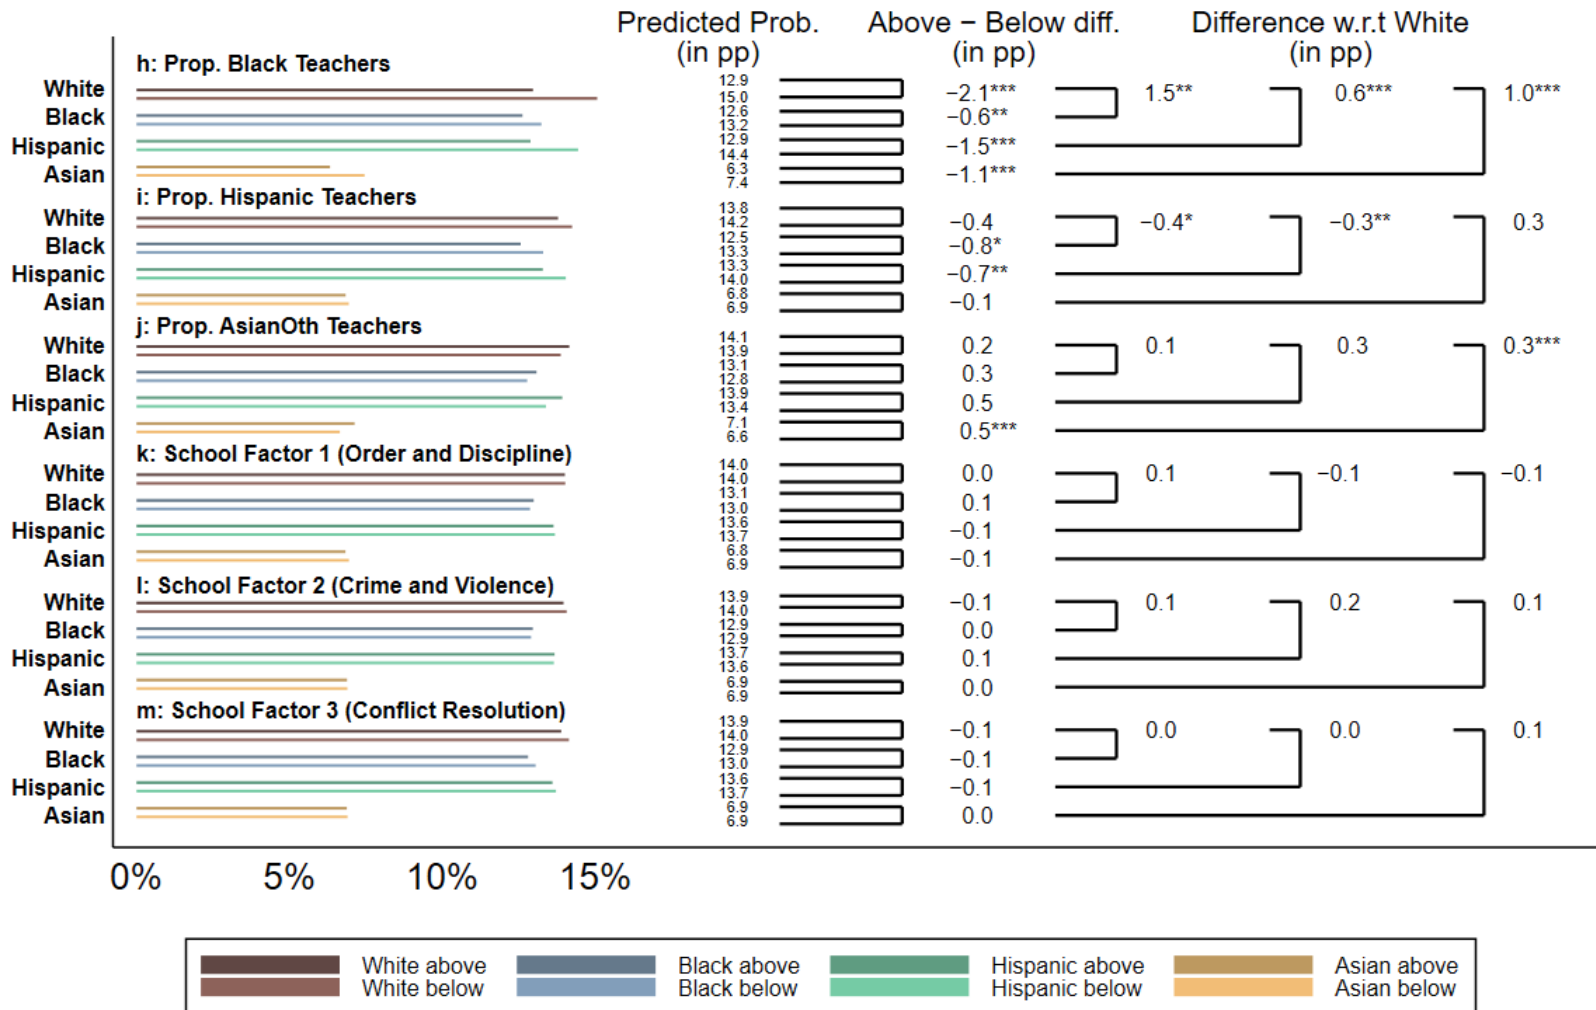 Predicted Prob. Above − Below diff. Difference w.r.t White
(in pp) (in pp) (in pp)
h: Prop. Black Teachers
White 12.9 15.0 −2.1*** 1.5** 0.6*** 1.0***
Black 12.6 13.2 −0.6**
Hispanic 12.9 14.4 −1.5***
Asian 6.3 7.4 −1.1***
i: Prop. Hispanic Teachers
White 13.8 14.2 −0.4 −0.4* −0.3** 0.3
Black 12.5 13.3 −0.8*
Hispanic 13.3 14.0 −0.7**
Asian 6.8 6.9 −0.1
j: Prop. AsianOth Teachers
White 14.1 13.9 0.2 0.1 0.3 0.3***
Black 13.1 12.8 0.3
Hispanic 13.9 13.4 0.5
Asian 7.1 6.6 0.5***
k: School Factor 1 (Order and Discipline)
White 14.0 14.0 0.0 0.1 −0.1 −0.1
Black 13.1 13.0 0.1
Hispanic 13.6 13.7 −0.1
Asian 6.8 6.9 −0.1
l: School Factor 2 (Crime and Violence)
White 13.9 14.0 −0.1 0.1 0.2 0.1
Black 12.9 12.9 0.0
Hispanic 13.7 13.6 0.1
Asian 6.9 6.9 0.0
m: School Factor 3 (Conflict Resolution)
White 13.9 14.0 −0.1 0.0 0.0 0.1
Black 12.9 13.0 −0.1
Hispanic 13.6 13.7 −0.1
Asian 6.9 6.9 0.0
0% 5% 10% 15%
White above Black above Hispanic above Asian above
White below Black below Hispanic below Asian below